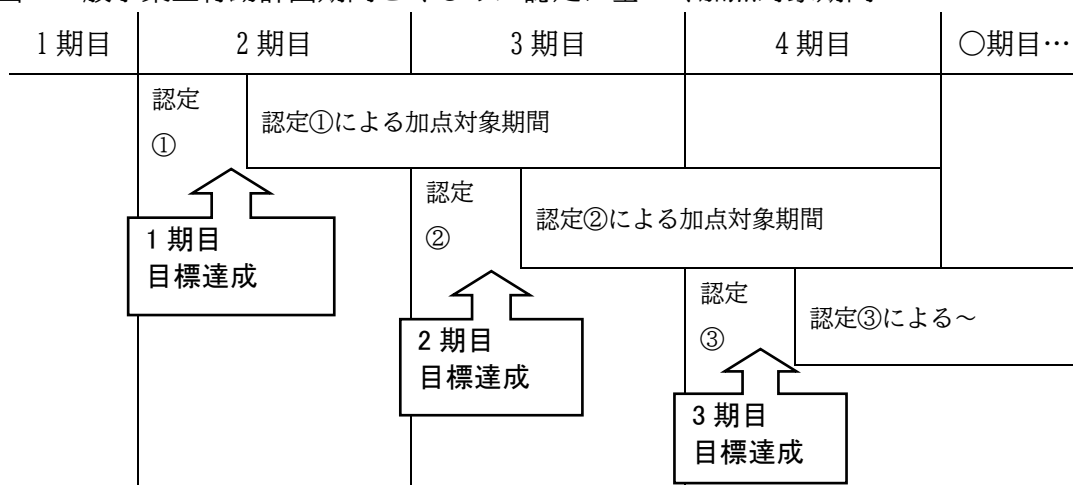 1期目 2期目 3期目 4期目 ○期目…
認定
①
認定①による加点対象期間
1期目
目標達成
認定
②
認定②による加点対象期間
2期目
目標達成
認定
③
認定③による～
3期目
目標達成